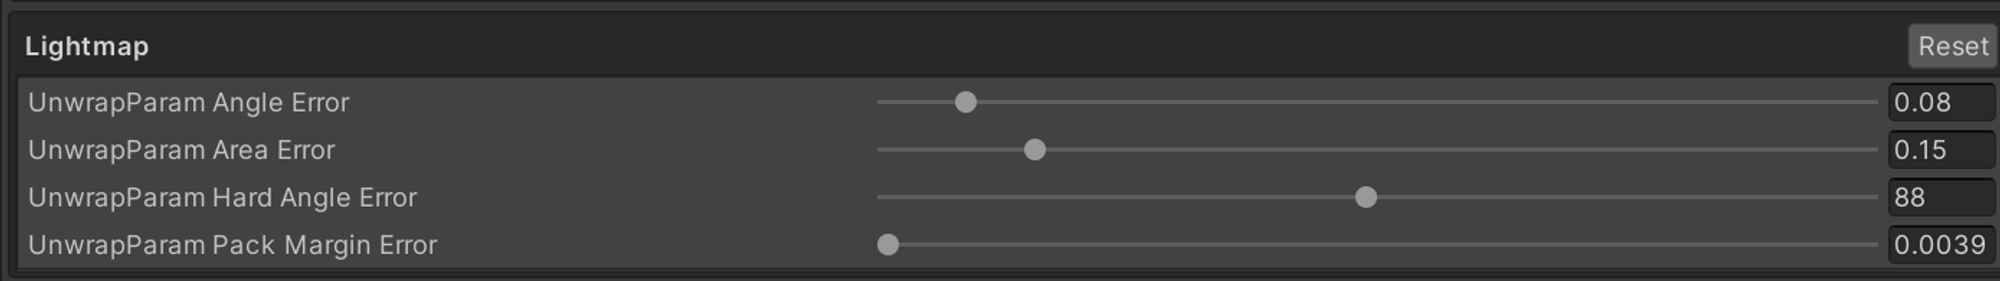 Lightmap
Reset
UnwrapParam Angle Error
0.08
UnwrapParam Area Error
0.15
UnwrapParam Hard Angle Error
88
UnwrapParam Pack Margin Error
0.0039